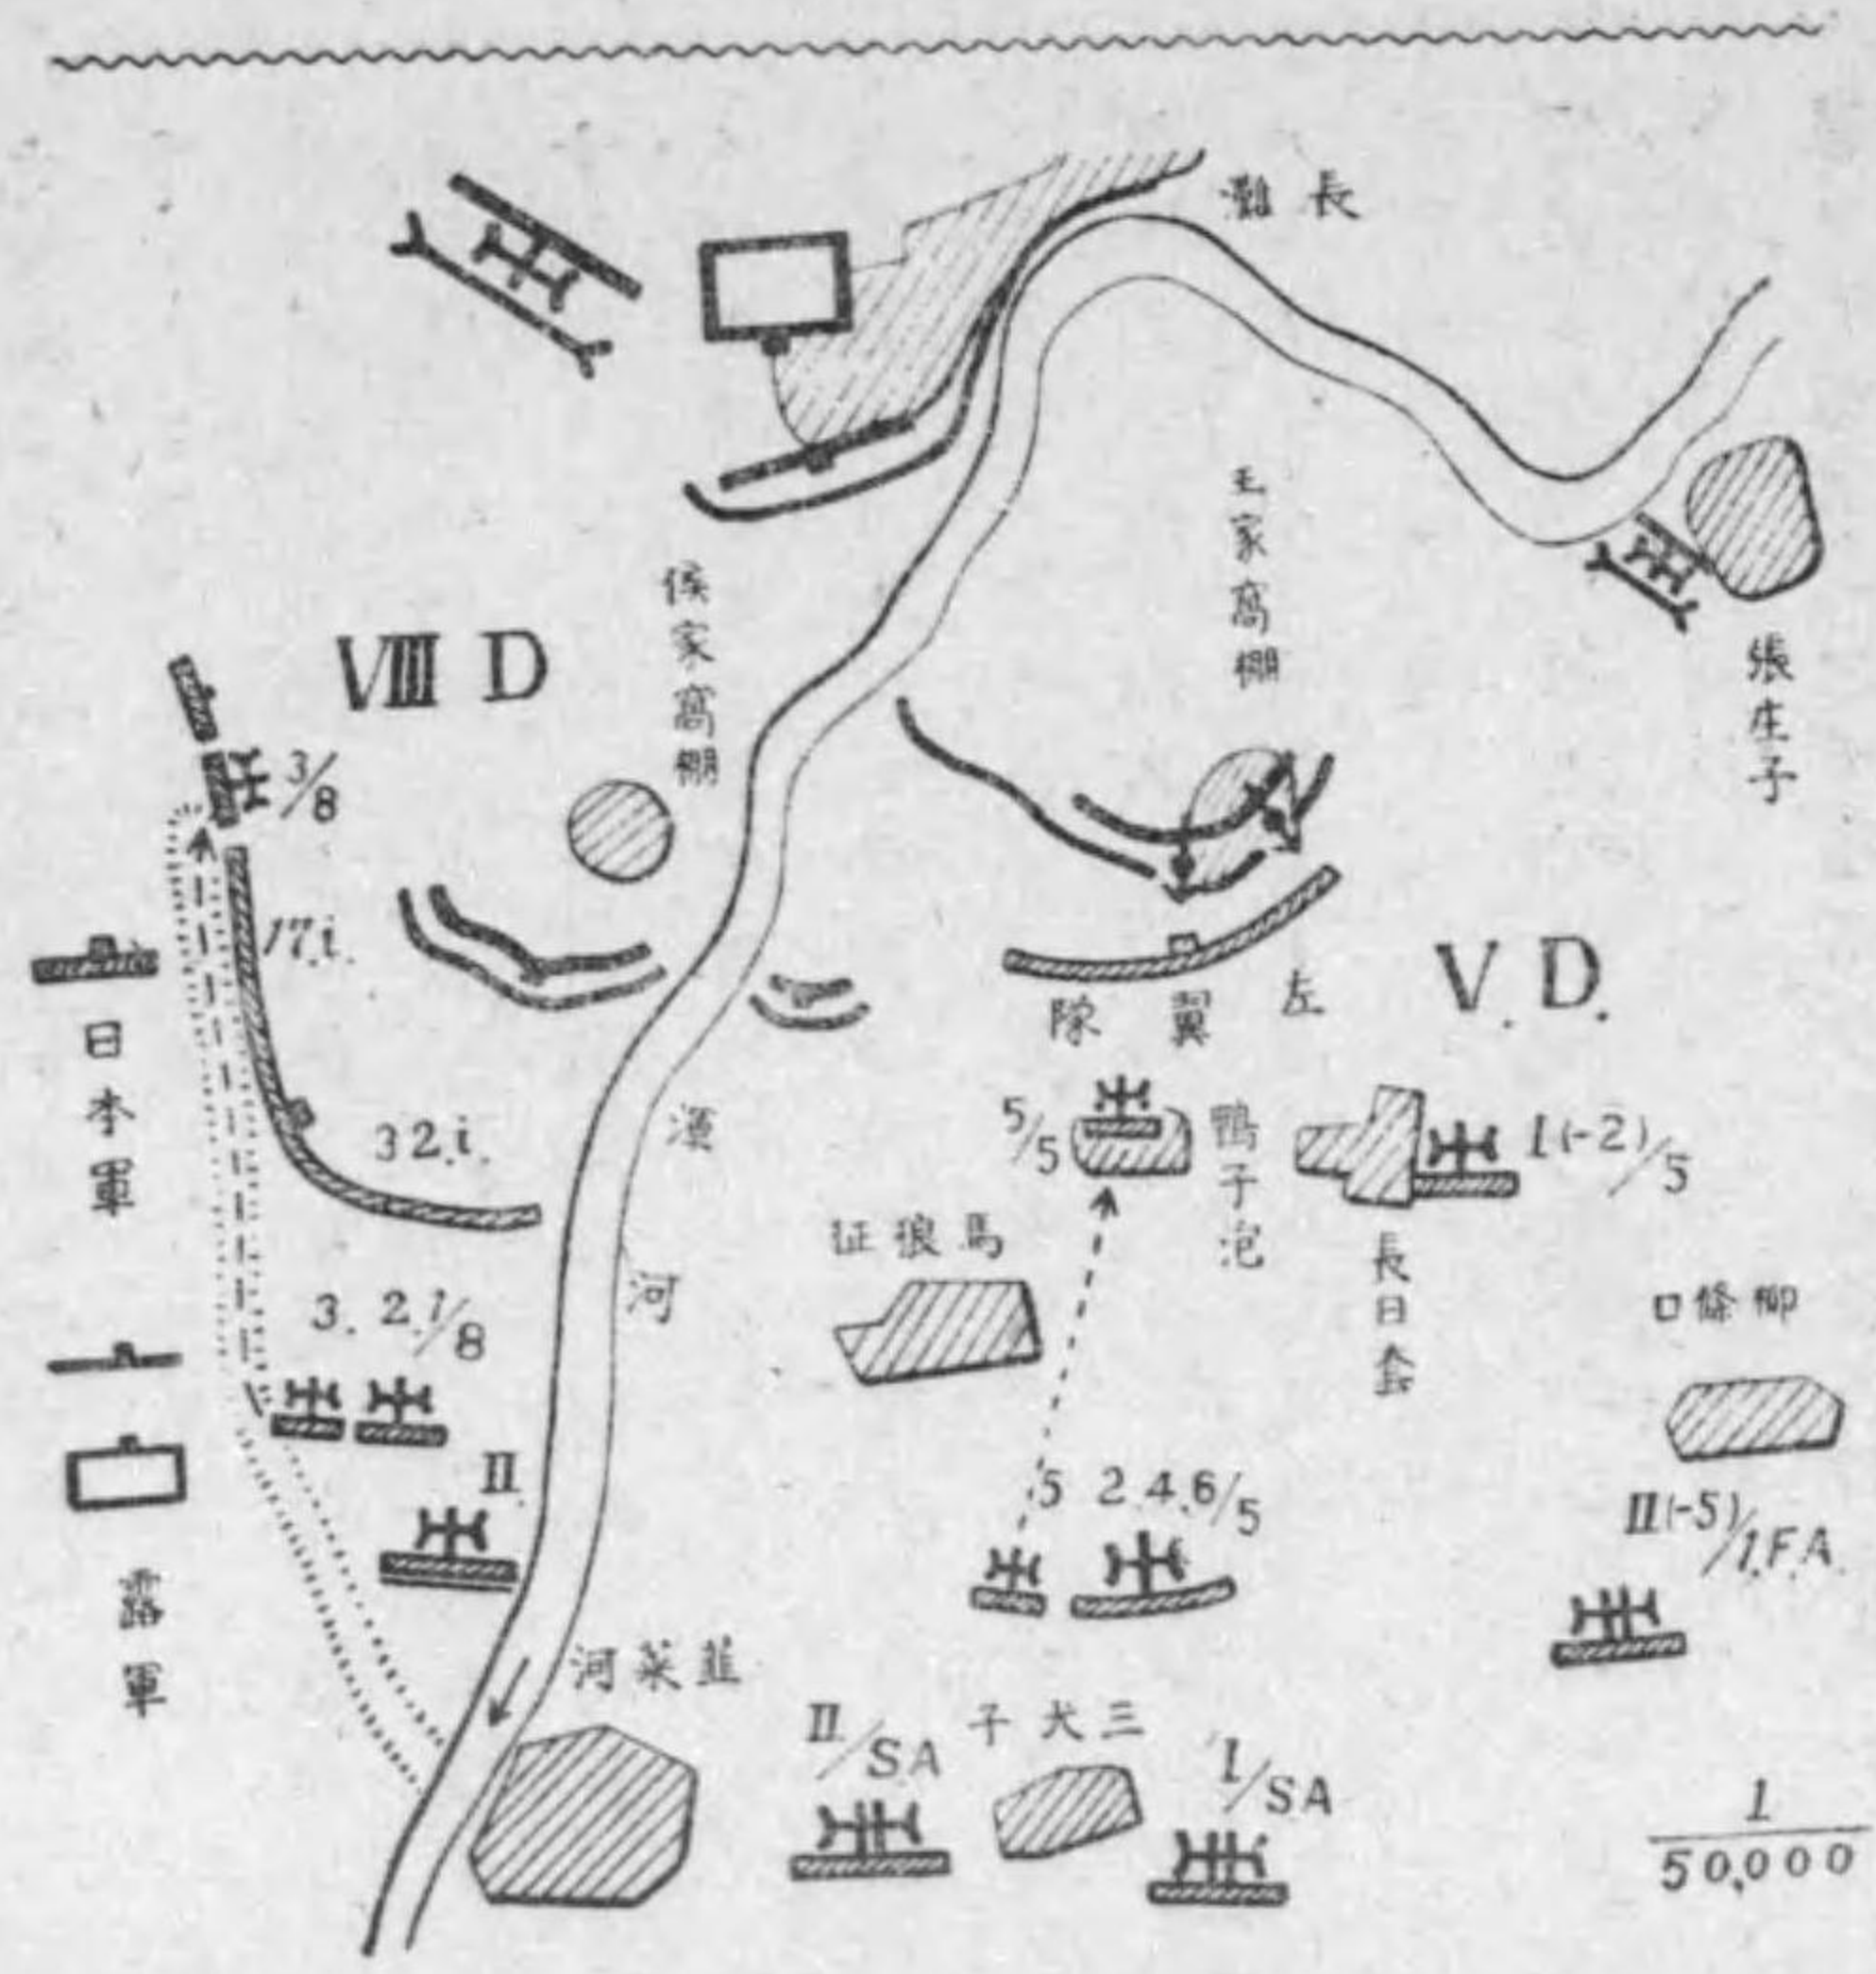 長灘
王家窩棚
張庄子
侯家窩棚
VIII D
3/8
17.i.
日本軍
左翼隊
V. D.
32.i.
渾河
5/5
鴨子泡
長日套
I(-2)/5
馬狼
柳條口
3. 2. 1/8
露軍
II
5
2.4.6/5
II(-5)/1.F.A.
韮菜河
II/SA
三犬子
I/SA
1
50,000